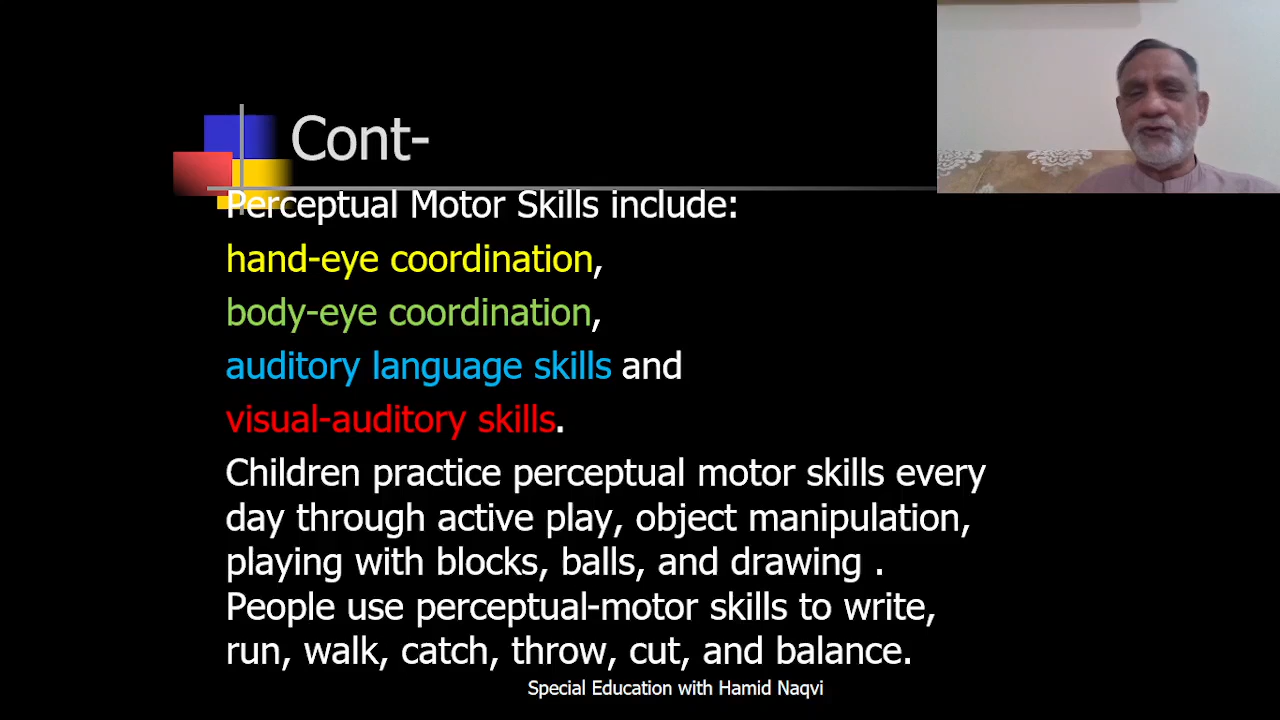 Cont-
Perceptual Motor Skills include:
hand-eye coordination,
body-eye coordination,
auditory language skills and
visual-auditory skills.
Children practice perceptual motor skills every
day through active play, object manipulation,
playing with blocks, balls, and drawing .
People use perceptual-motor skills to write,
run, walk, catch, throw, cut, and balance.
Special Education with Hamid Naqvi